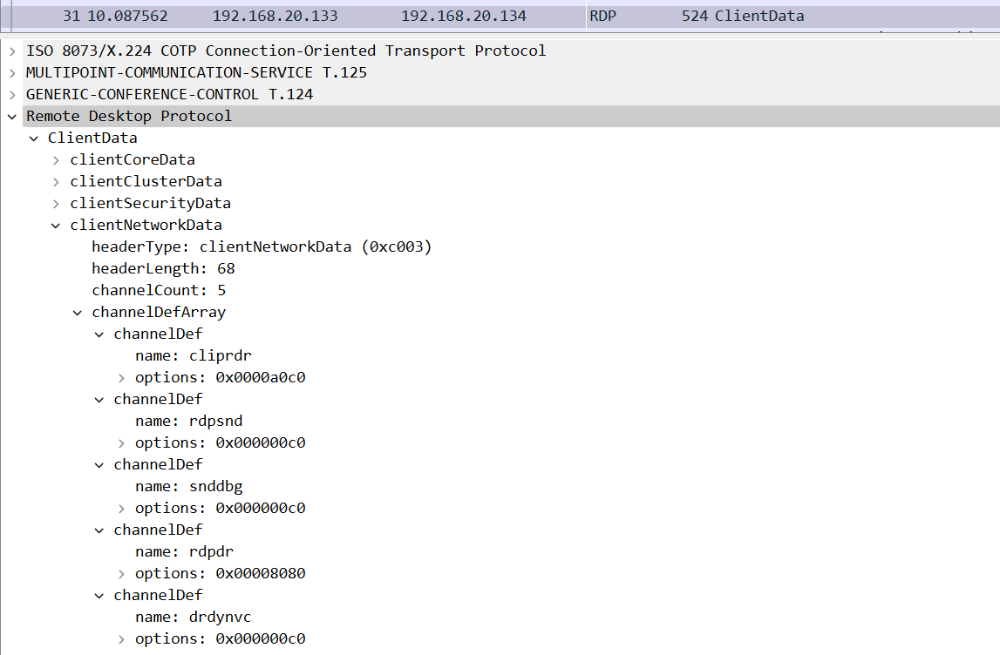 31 10.087562 192.168.20.133 192.168.20.134 RDP 524 ClientData
ISO 8073/X.224 COTP Connection-Oriented Transport Protocol
MULTIPOINT-COMMUNICATION-SERVICE T.125
GENERIC-CONFERENCE-CONTROL T.124
Remote Desktop Protocol
ClientData
clientCoreData
clientClusterData
clientSecurityData
clientNetworkData
headerType: clientNetworkData (0xc003)
headerLength: 68
channelCount: 5
channelDefArray
channelDef
name: cliprdr
options: 0x0000a0c0
channelDef
name: rdpsnd
options: 0x000000c0
channelDef
name: snddbg
options: 0x000000c0
channelDef
name: rdpdr
options: 0x00008080
channelDef
name: drdynvc
options: 0x000000c0